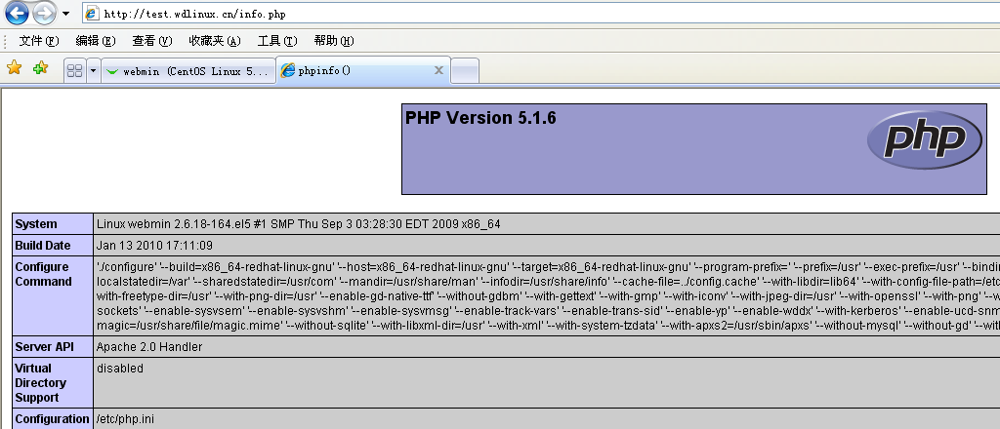 http://test.wdlinux.cn/info.php
文件(F) 编辑(E) 查看(V) 收藏夹(A) 工具(T) 帮助(H)
webmin (CentOS Linux 5... phpinfo()
PHP Version 5.1.6
php
System Linux webmin 2.6.18-164.el5 #1 SMP Thu Sep 3 03:28:30 EDT 2009 x86_64
Build Date Jan 13 2010 17:11:09
Configure Command './configure' '--build=x86_64-redhat-linux-gnu' '--host=x86_64-redhat-linux-gnu' '--target=x86_64-redhat-linux-gnu' '--program-prefix=' '--prefix=/usr' '--exec-prefix=/usr' '--bindir
localstatedir=/var' '--sharedstatedir=/usr/com' '--mandir=/usr/share/man' '--infodir=/usr/share/info' '--cache-file=../config.cache' '--with-libdir=lib64' '--with-config-file-path=/etc
with-freetype-dir=/usr' '--with-png-dir=/usr' '--enable-gd-native-ttf' '--without-gdbm' '--with-gettext' '--with-gmp' '--with-iconv' '--with-jpeg-dir=/usr' '--with-openssl' '--with-png' '--w
sockets' '--enable-sysvsem' '--enable-sysvshm' '--enable-sysvmsg' '--enable-track-vars' '--enable-trans-sid' '--enable-yp' '--enable-wddx' '--with-kerberos' '--enable-ucd-snm
magic=/usr/share/file/magic.mime' '--without-sqlite' '--with-libxml-dir=/usr' '--with-xml' '--with-system-tzdata' '--with-apxs2=/usr/sbin/apxs' '--without-mysql' '--without-gd' '--wit
Server API Apache 2.0 Handler
Virtual Directory Support disabled
Configuration /etc/php.ini